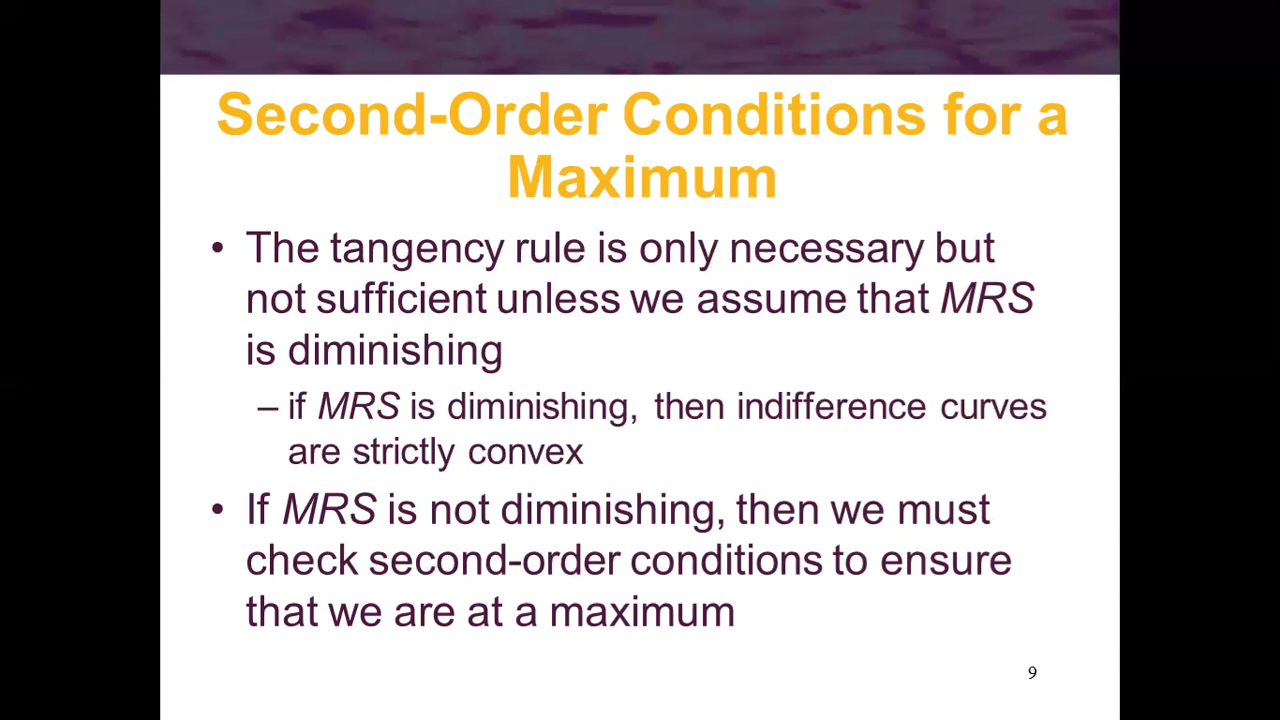 Second-Order Conditions for a
Maximum
• The tangency rule is only necessary but
not sufficient unless we assume that MRS
is diminishing
– if MRS is diminishing, then indifference curves
are strictly convex
• If MRS is not diminishing, then we must
check second-order conditions to ensure
that we are at a maximum
9